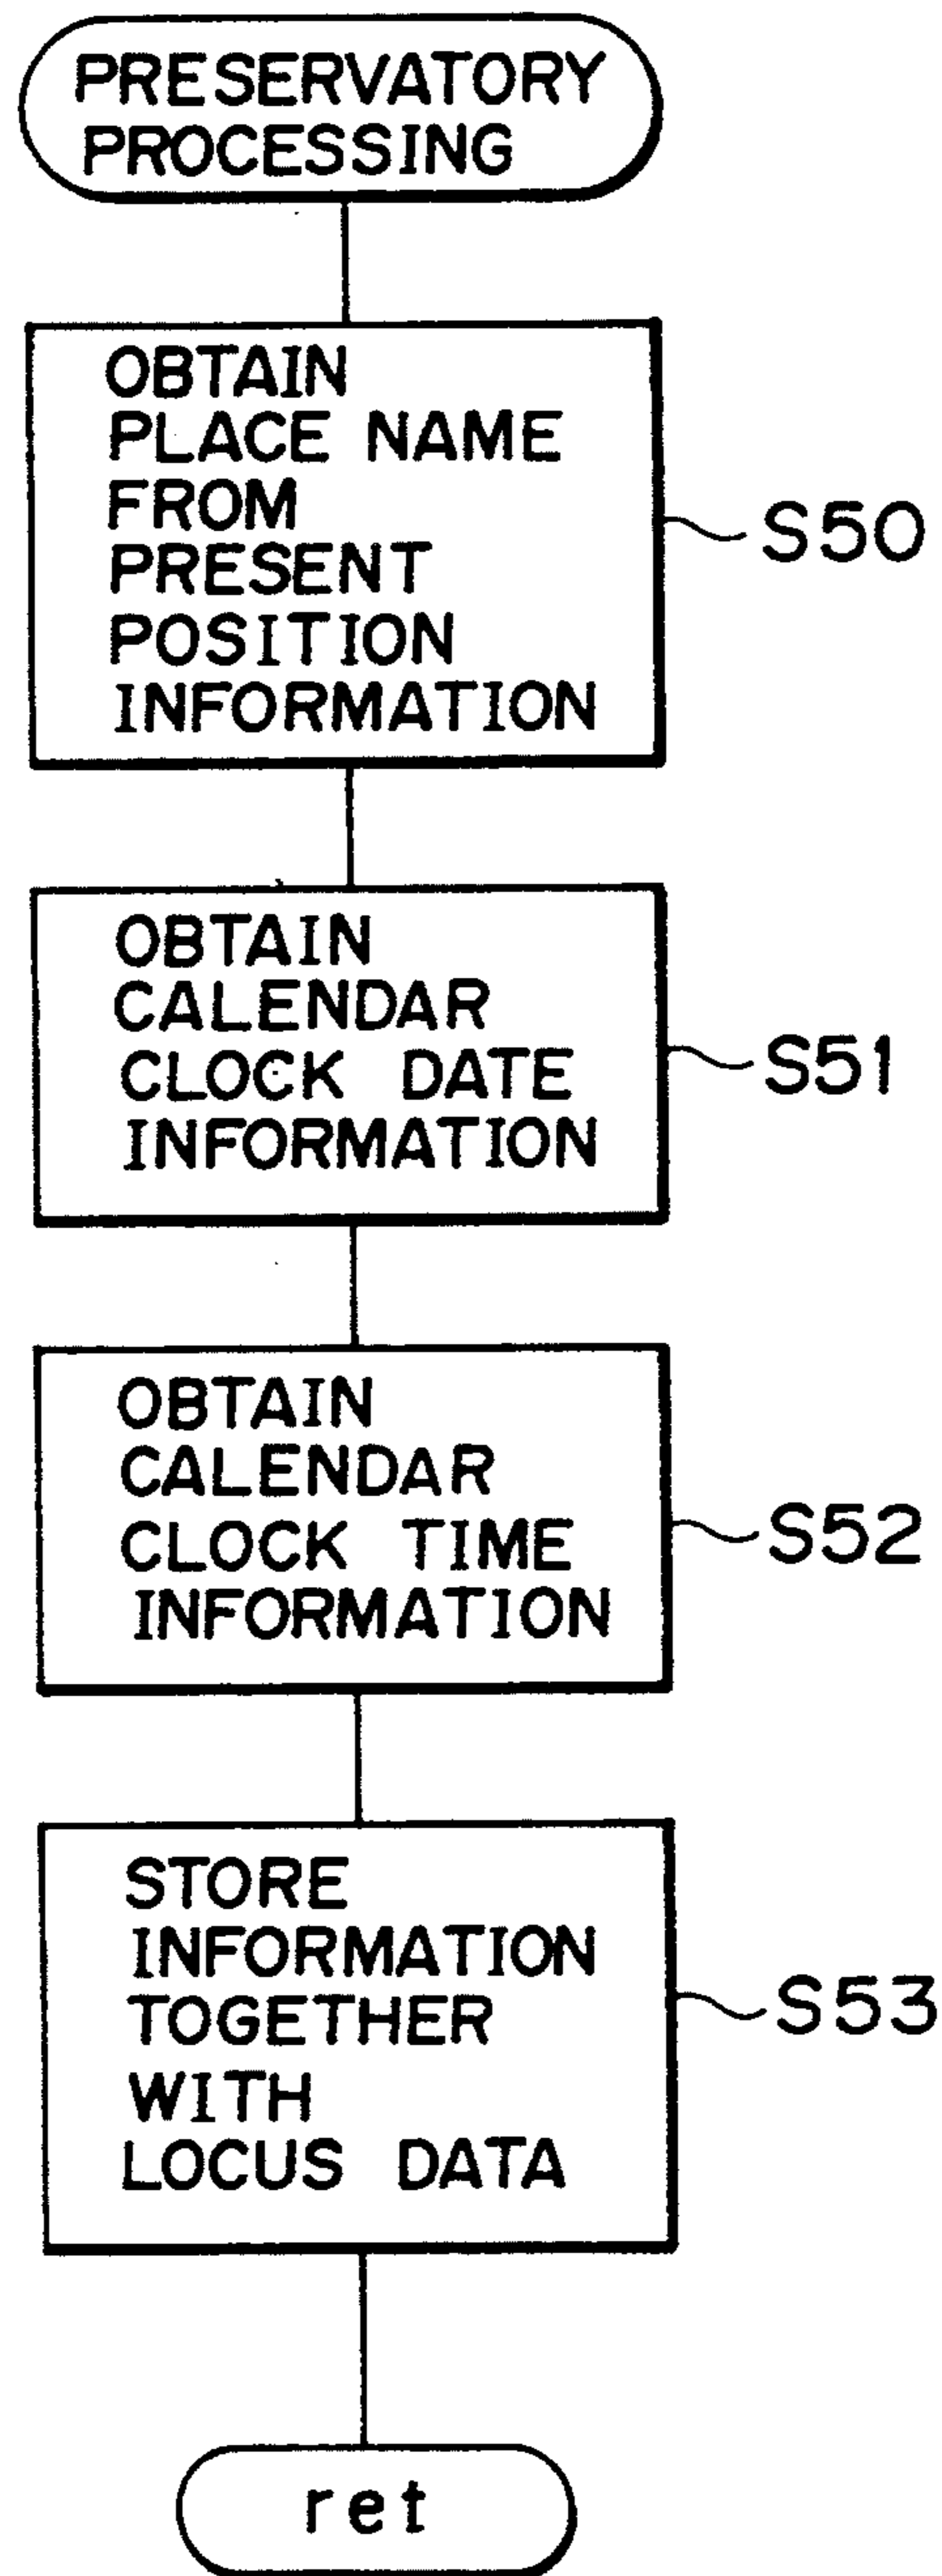 PRESERVATORY
PROCESSING
OBTAIN
PLACE NAME
FROM
PRESENT
POSITION
INFORMATION
S50
OBTAIN
CALENDAR
CLOCK DATE
INFORMATION
S51
OBTAIN
CALENDAR
CLOCK TIME
INFORMATION
S52
STORE
INFORMATION
TOGETHER
WITH
LOCUS DATA
S53
ret